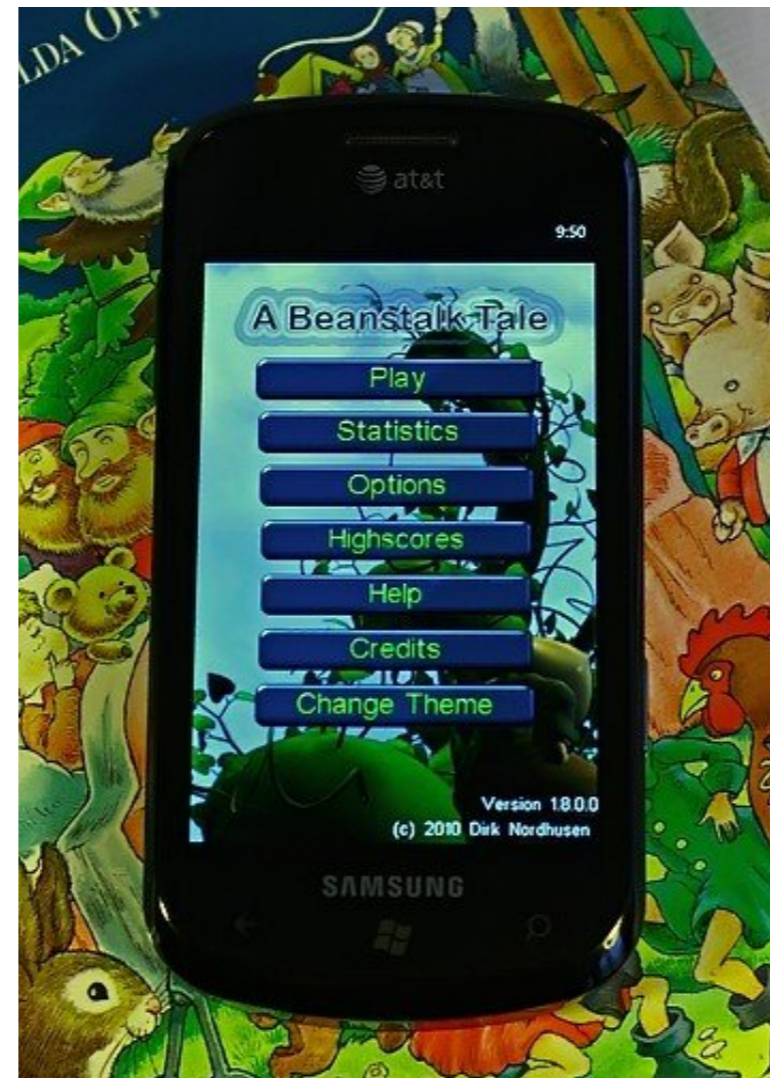 LDA OF
at&t
9:50
A Beanstalk Tale
Play
Statistics
Options
Highscores
Help
Credits
Change Theme
Version 1.8.0.0
(c) 2010 Dirk Nordhusen
SAMSUNG